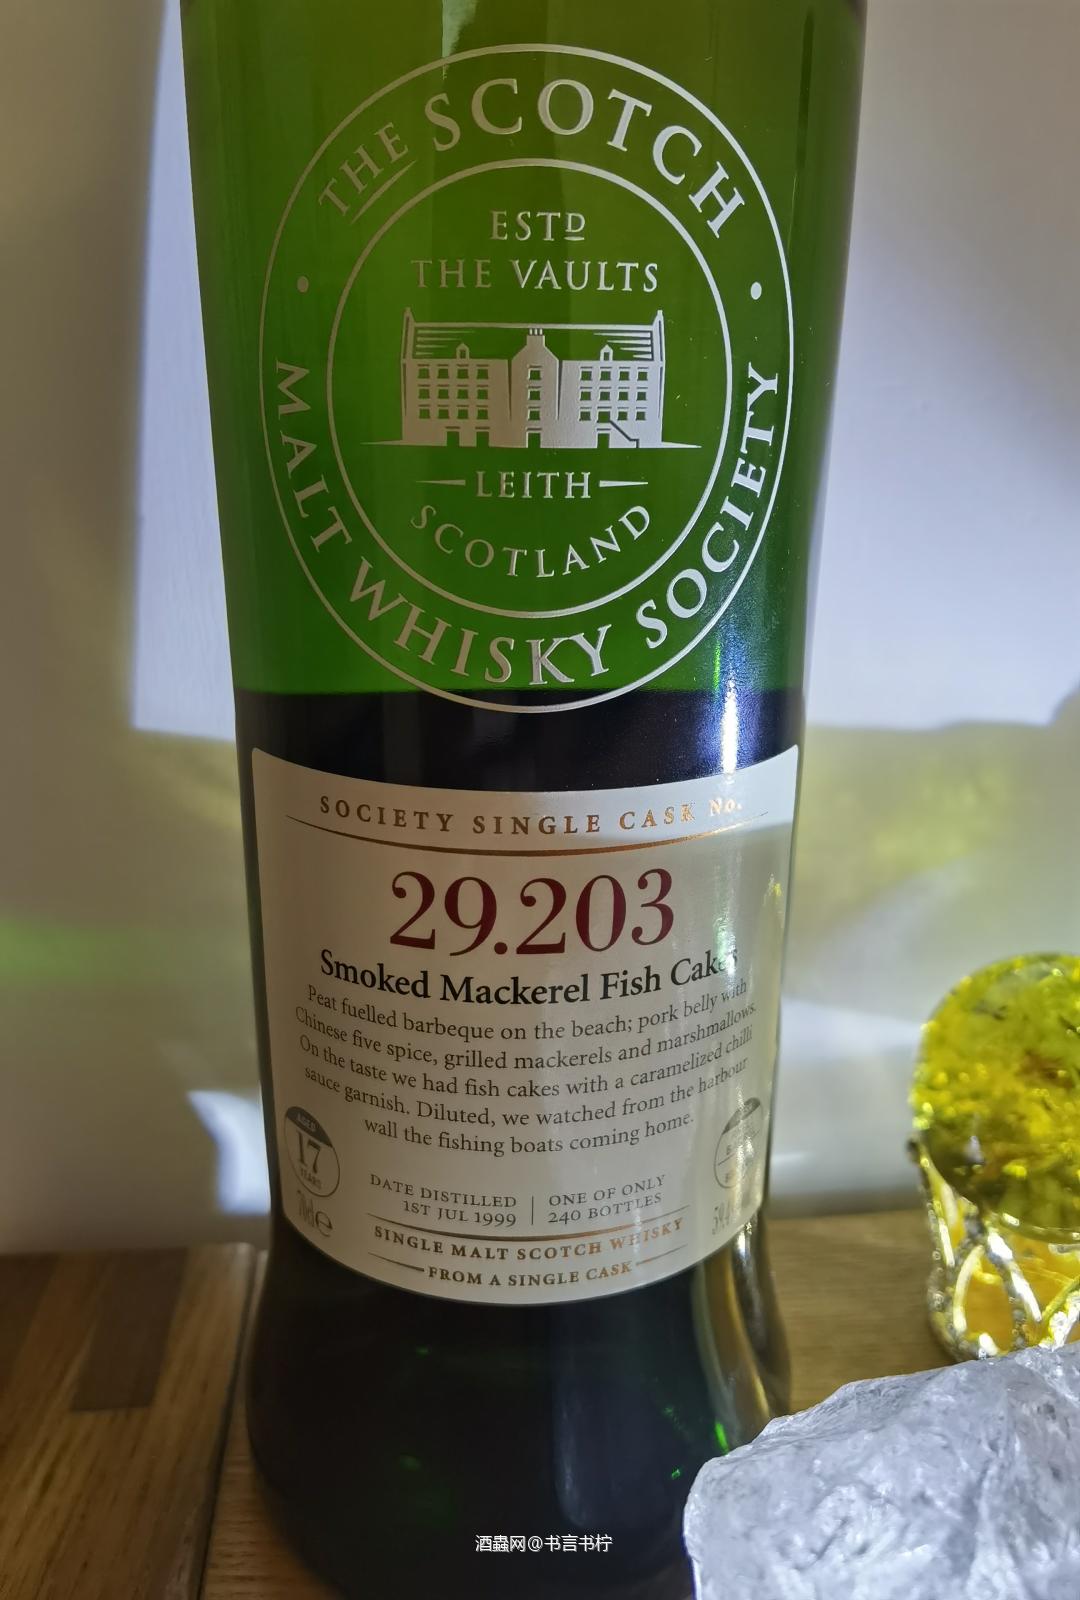 THE SCOTCH
MALT WHISKY SOCIETY
ESTD
THE VAULTS
LEITH
SCOTLAND
SOCIETY SINGLE CASK No.
29.203
Smoked Mackerel Fish Cakes
Peat fuelled barbeque on the beach; pork belly with
Chinese five spice, grilled mackerels and marshmallows.
On the taste we had fish cakes with a caramelized chilli
sauce garnish. Diluted, we watched from the harbour
wall the fishing boats coming home.
AGED
17
YEARS
DATE DISTILLED
1ST JUL 1999
ONE OF ONLY
240 BOTTLES
70cl e
SINGLE MALT SCOTCH WHISKY
FROM A SINGLE CASK
酒蟲网@书言书柠